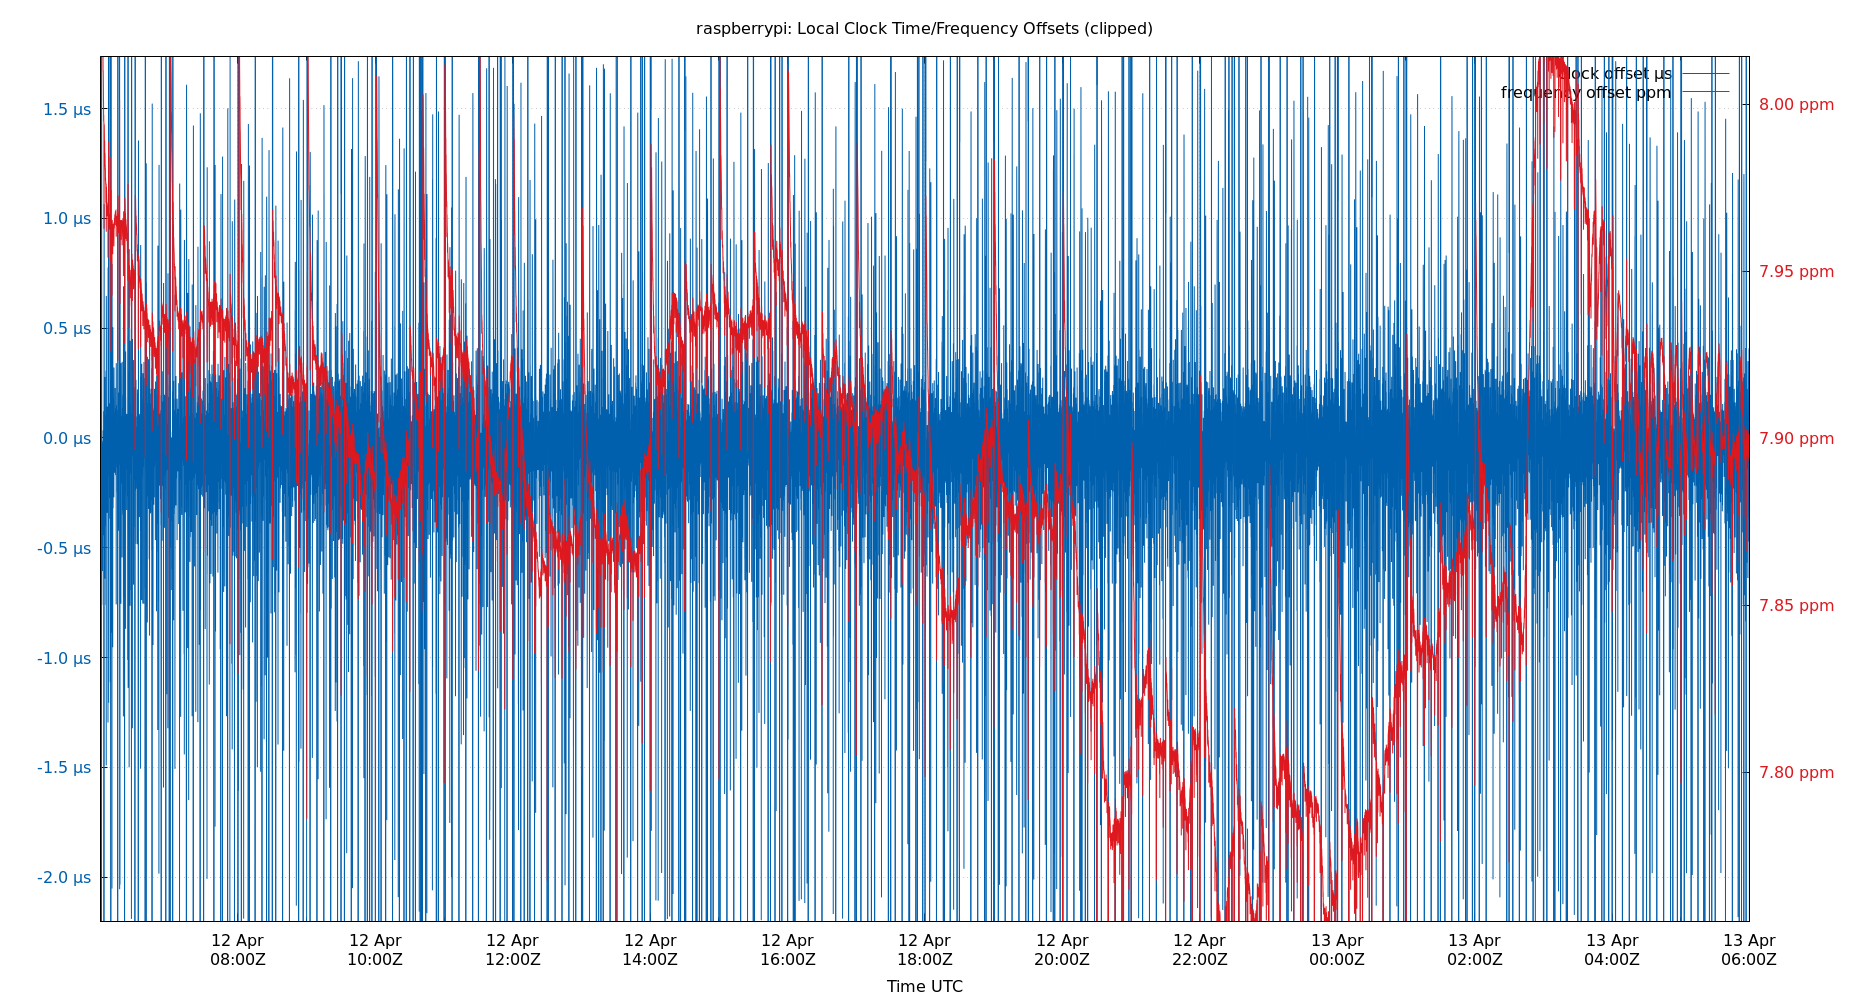 raspberrypi: Local Clock Time/Frequency Offsets (clipped)
clock offset µs
frequency offset ppm
1.5 µs
1.0 µs
0.5 µs
0.0 µs
-0.5 µs
-1.0 µs
-1.5 µs
-2.0 µs
8.00 ppm
7.95 ppm
7.90 ppm
7.85 ppm
7.80 ppm
12 Apr
08:00Z
12 Apr
10:00Z
12 Apr
12:00Z
12 Apr
14:00Z
12 Apr
16:00Z
12 Apr
18:00Z
12 Apr
20:00Z
12 Apr
22:00Z
13 Apr
00:00Z
13 Apr
02:00Z
13 Apr
04:00Z
13 Apr
06:00Z
Time UTC